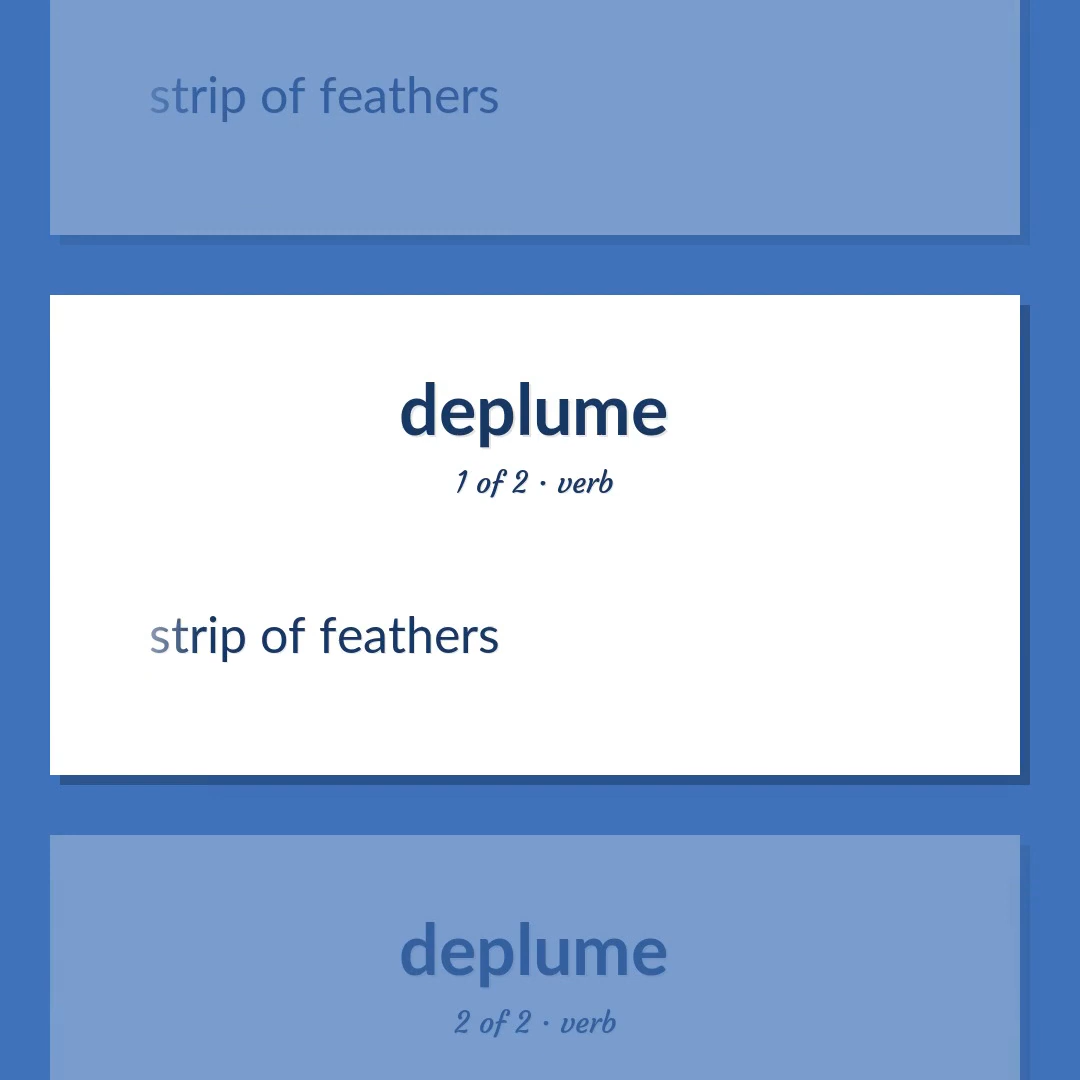 strip of feathers
deplume
1 of 2 · verb
strip of feathers
deplume
2 of 2 · verb